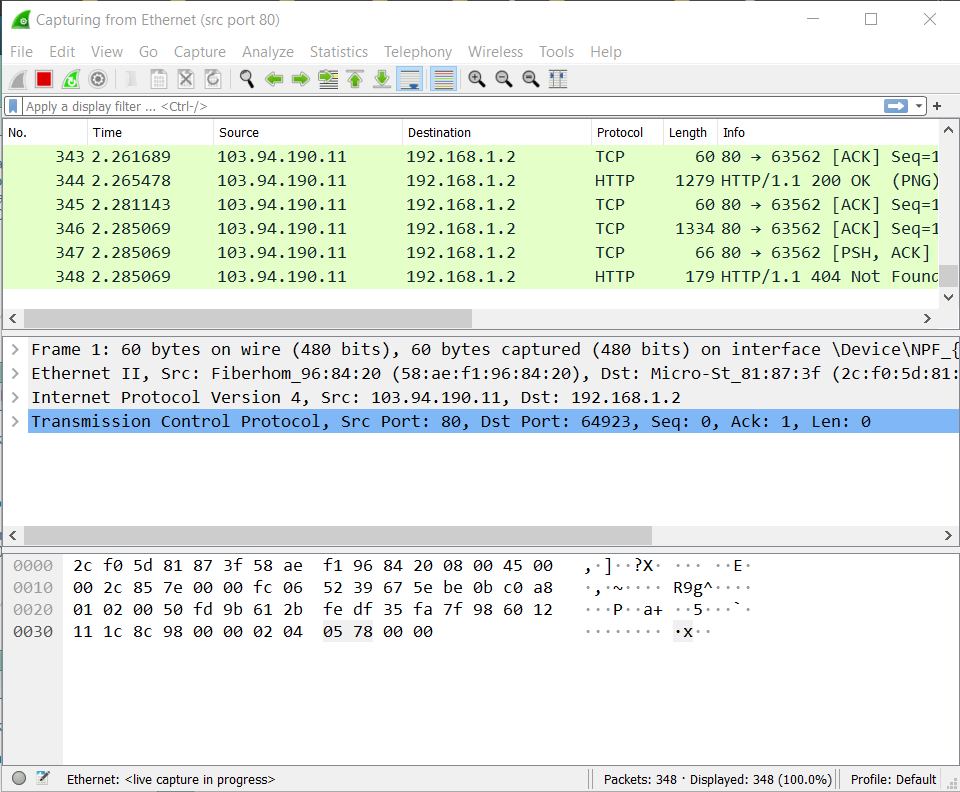 Capturing from Ethernet (src port 80)
File Edit View Go Capture Analyze Statistics Telephony Wireless Tools Help
Apply a display filter ... <Ctrl-/>
No. Time Source Destination Protocol Length Info
343 2.261689 103.94.190.11 192.168.1.2 TCP 60 80 → 63562 [ACK] Seq=1
344 2.265478 103.94.190.11 192.168.1.2 HTTP 1279 HTTP/1.1 200 OK (PNG)
345 2.281143 103.94.190.11 192.168.1.2 TCP 60 80 → 63562 [ACK] Seq=1
346 2.285069 103.94.190.11 192.168.1.2 TCP 1334 80 → 63562 [ACK] Seq=1
347 2.285069 103.94.190.11 192.168.1.2 TCP 66 80 → 63562 [PSH, ACK]
348 2.285069 103.94.190.11 192.168.1.2 HTTP 179 HTTP/1.1 404 Not Found
Frame 1: 60 bytes on wire (480 bits), 60 bytes captured (480 bits) on interface \Device\NPF_{
Ethernet II, Src: Fiberhom_96:84:20 (58:ae:f1:96:84:20), Dst: Micro-St_81:87:3f (2c:f0:5d:81:
Internet Protocol Version 4, Src: 103.94.190.11, Dst: 192.168.1.2
Transmission Control Protocol, Src Port: 80, Dst Port: 64923, Seq: 0, Ack: 1, Len: 0
0000 2c f0 5d 81 87 3f 58 ae f1 96 84 20 08 00 45 00 ,·]··?X· ··· ··E·
0010 00 2c 85 7e 00 00 fc 06 52 39 67 5e be 0b c0 a8 ·,·~···· R9g^····
0020 01 02 00 50 fd 9b 61 2b fe df 35 fa 7f 98 60 12 ···P··a+ ··5···`·
0030 11 1c 8c 98 00 00 02 04 05 78 00 00 ········ ·x··
Ethernet: <live capture in progress> Packets: 348 · Displayed: 348 (100.0%) Profile: Default